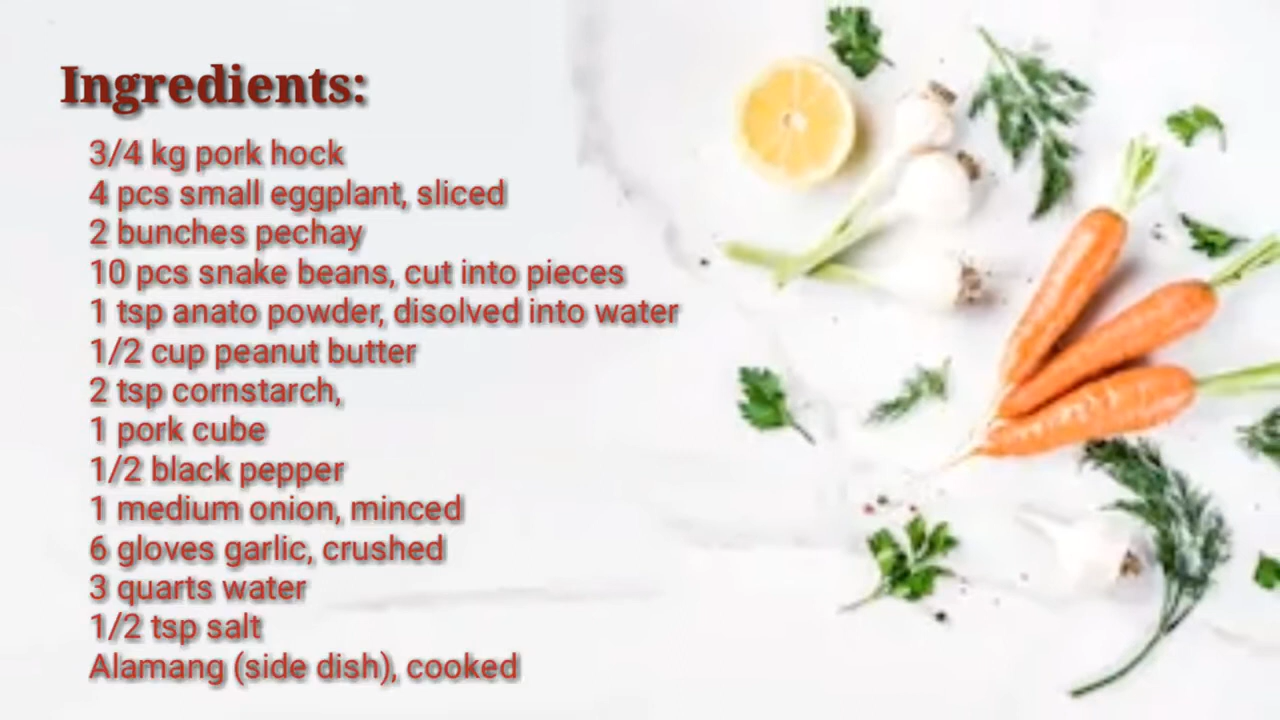 Ingredients:
3/4 kg pork hock
4 pcs small eggplant, sliced
2 bunches pechay
10 pcs snake beans, cut into pieces
1 tsp anato powder, disolved into water
1/2 cup peanut butter
2 tsp cornstarch,
1 pork cube
1/2 black pepper
1 medium onion, minced
6 gloves garlic, crushed
3 quarts water
1/2 tsp salt
Alamang (side dish), cooked